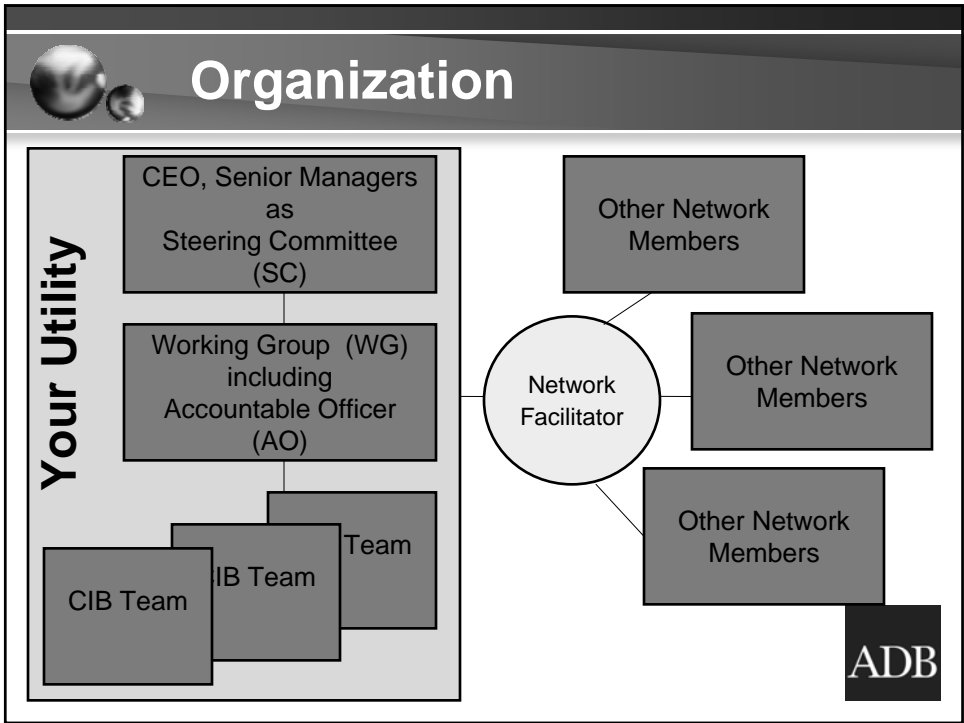 Organization
Your Utility
CEO, Senior Managers
as
Steering Committee
(SC)
Working Group (WG)
including
Accountable Officer
(AO)
Team
IB Team
CIB Team
Other Network
Members
Network
Facilitator
Other Network
Members
Other Network
Members
ADB